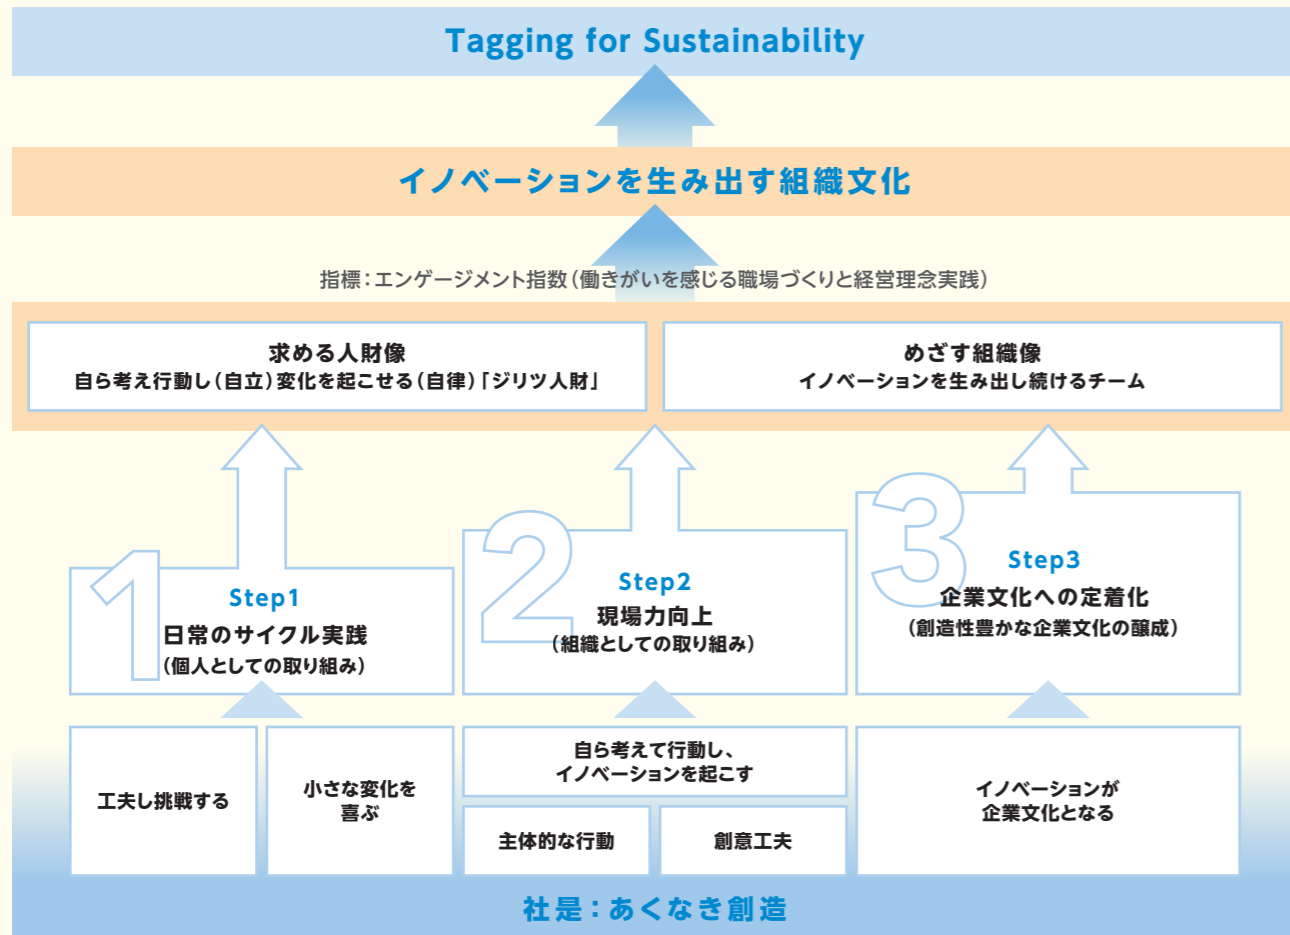 Tagging for Sustainability
イノベーションを生み出す組織文化
指標：エンゲージメント指数（働きがいを感じる職場づくりと経営理念実践）
求める人財像
自ら考え行動し（自立）変化を起こせる（自律）「ジリツ人財」
めざす組織像
イノベーションを生み出し続けるチーム
1
Step1
日常のサイクル実践
（個人としての取り組み）
2
Step2
現場力向上
（組織としての取り組み）
3
Step3
企業文化への定着化
（創造性豊かな企業文化の醸成）
工夫し挑戦する
小さな変化を
喜ぶ
自ら考えて行動し、
イノベーションを起こす
主体的な行動
創意工夫
イノベーションが
企業文化となる
社是：あくなき創造